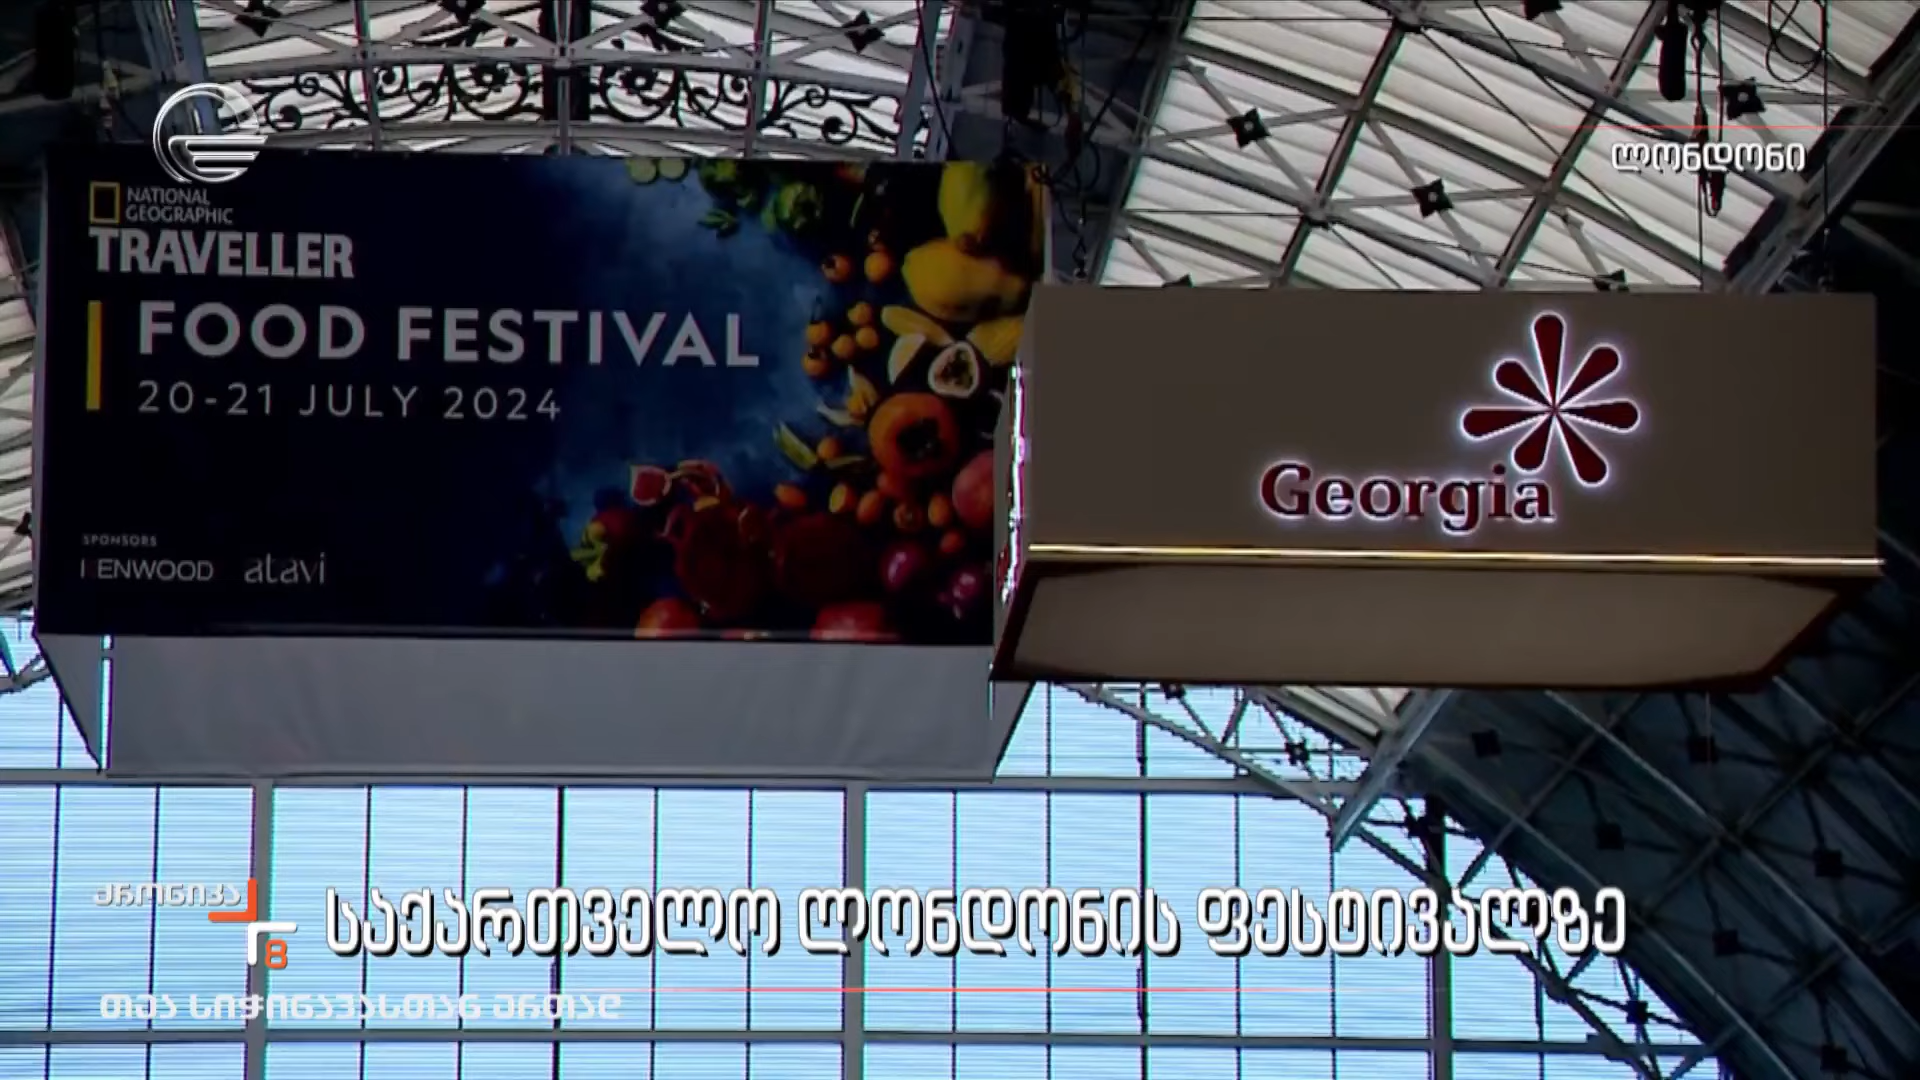 ლონდონი
NATIONAL
GEOGRAPHIC
TRAVELLER
FOOD FESTIVAL
20-21 JULY 2024
SPONSORS
KENWOOD atavi
Georgia
ქრონიკა
8
საქართველო ლონდონის ფესტივალზე
თეა სიჭინავასთან ერთად